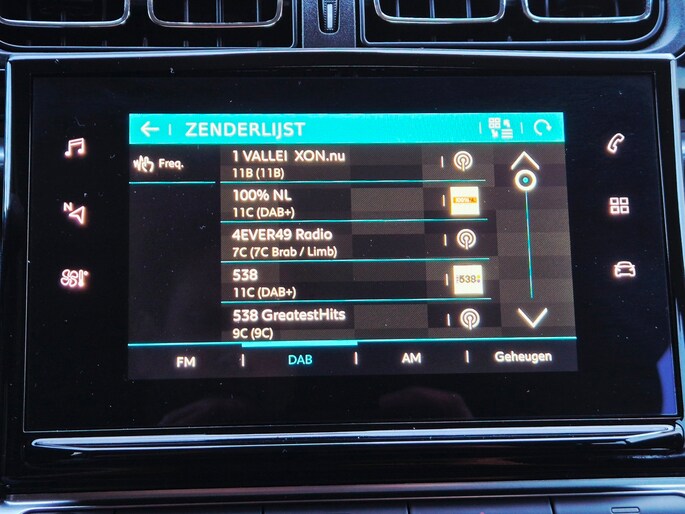 ZENDERLIJST
Freq.
1 VALLEI XON.nu
11B (11B)
100% NL
11C (DAB+)
4EVER49 Radio
7C (7C Brab / Limb)
538
11C (DAB+)
538
538 GreatestHits
9C (9C)
FM
DAB
AM
Geheugen
N